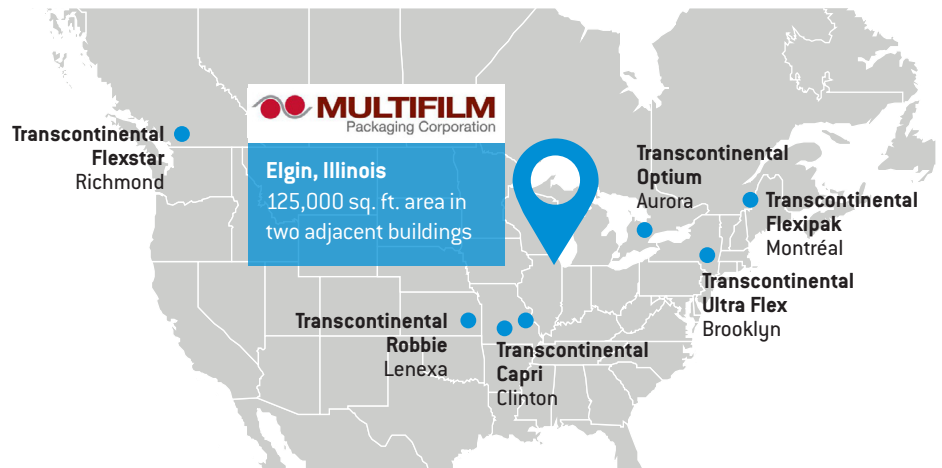 MULTIFILM
Packaging Corporation
Elgin, Illinois
125,000 sq. ft. area in
two adjacent buildings
Transcontinental
Flexstar
Richmond
Transcontinental
Optium
Aurora
Transcontinental
Flexipak
Montréal
Transcontinental
Ultra Flex
Brooklyn
Transcontinental
Robbie
Lenexa
Transcontinental
Capri
Clinton